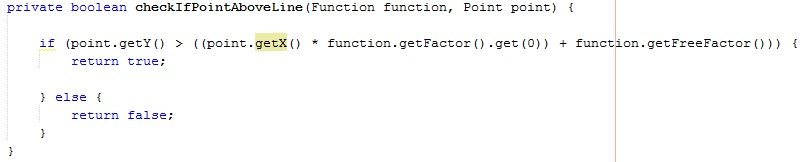 private boolean checkIfPointAboveLine(Function function, Point point) {
if (point.getY() > ((point.getX() * function.getFactor().get(0)) + function.getFreeFactor())) {
return true;
} else {
return false;
}
}